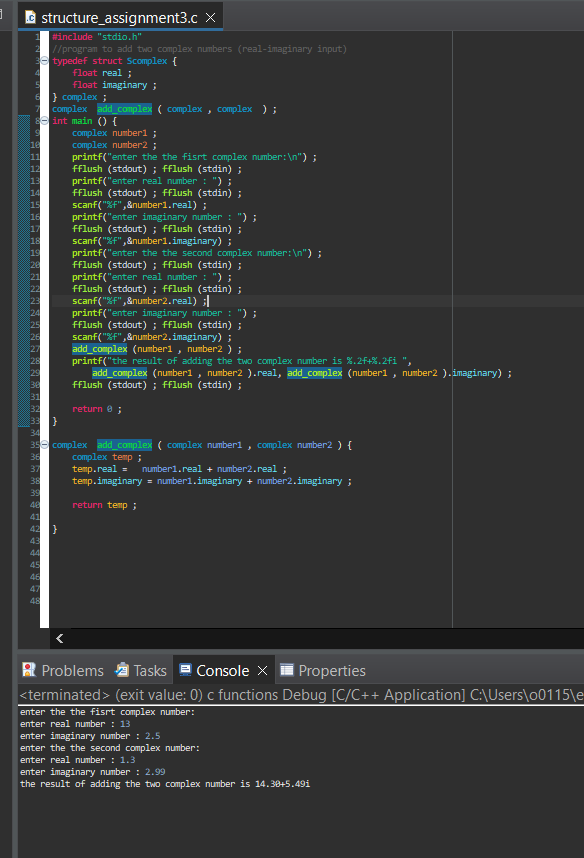 structure_assignment3.c
1 #include "stdio.h"
2 //program to add two complex numbers (real-imaginary input)
3 typedef struct Scomplex {
4 float real ;
5 float imaginary ;
6 } complex ;
7 complex add_complex ( complex , complex ) ;
8 int main () {
9 complex number1 ;
10 complex number2 ;
11 printf("enter the the fisrt complex number:\n") ;
12 fflush (stdout) ; fflush (stdin) ;
13 printf("enter real number : ") ;
14 fflush (stdout) ; fflush (stdin) ;
15 scanf("%f",&number1.real) ;
16 printf("enter imaginary number : ") ;
17 fflush (stdout) ; fflush (stdin) ;
18 scanf("%f",&number1.imaginary) ;
19 printf("enter the the second complex number:\n") ;
20 fflush (stdout) ; fflush (stdin) ;
21 printf("enter real number : ") ;
22 fflush (stdout) ; fflush (stdin) ;
23 scanf("%f",&number2.real) ;
24 printf("enter imaginary number : ") ;
25 fflush (stdout) ; fflush (stdin) ;
26 scanf("%f",&number2.imaginary) ;
27 add_complex (number1 , number2 ) ;
28 printf("the result of adding the two complex number is %.2f+%.2fi ",
29 add_complex (number1 , number2 ).real, add_complex (number1 , number2 ).imaginary) ;
30 fflush (stdout) ; fflush (stdin) ;
31
32 return 0 ;
33 }
34
35 complex add_complex ( complex number1 , complex number2 ) {
36 complex temp ;
37 temp.real = number1.real + number2.real ;
38 temp.imaginary = number1.imaginary + number2.imaginary ;
39
40 return temp ;
41
42 }
43
44
45
46
47
48
Problems Tasks Console Properties
<terminated> (exit value: 0) c functions Debug [C/C++ Application] C:\Users\o0115\e
enter the the fisrt complex number:
enter real number : 13
enter imaginary number : 2.5
enter the the second complex number:
enter real number : 1.3
enter imaginary number : 2.99
the result of adding the two complex number is 14.30+5.49i